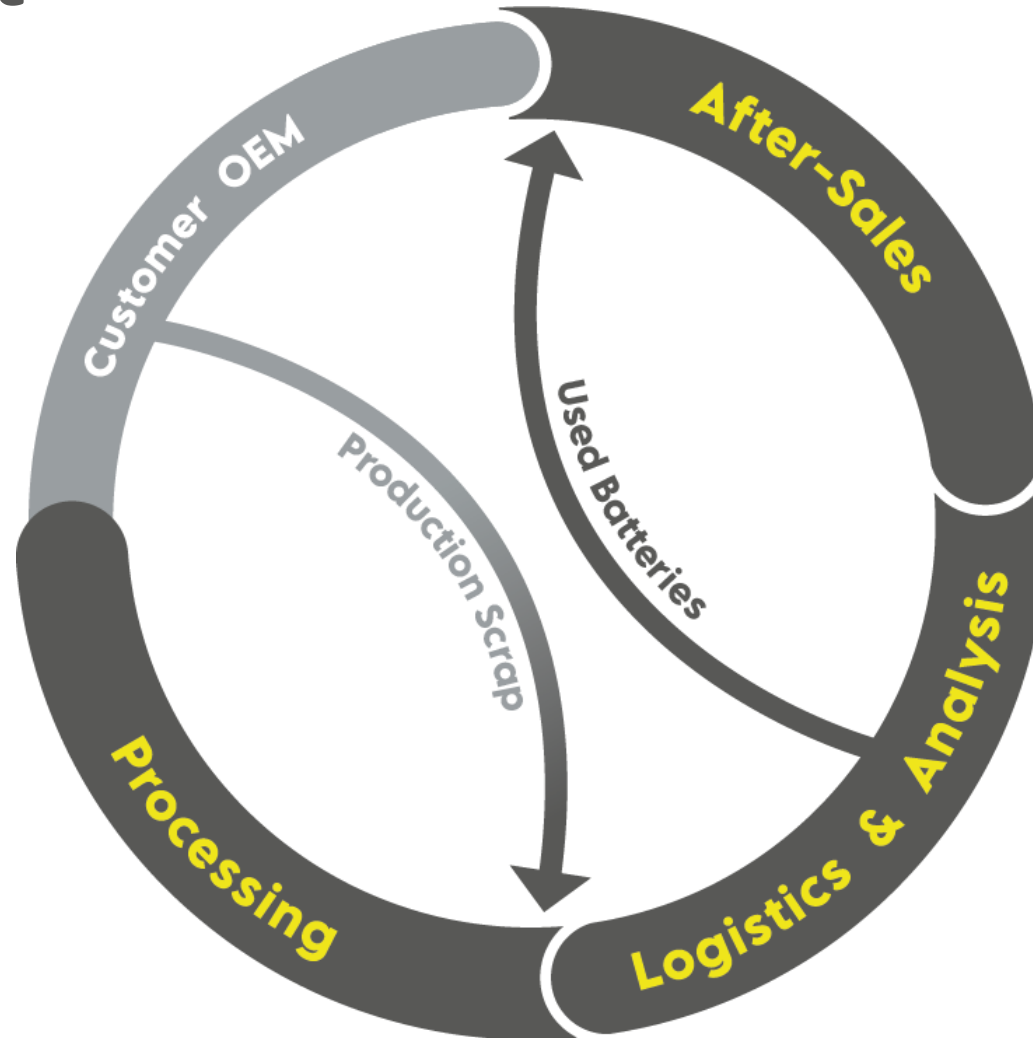 Customer OEM
After-Sales
Used Batteries
Production Scrap
Logistics & Analysis
Processing